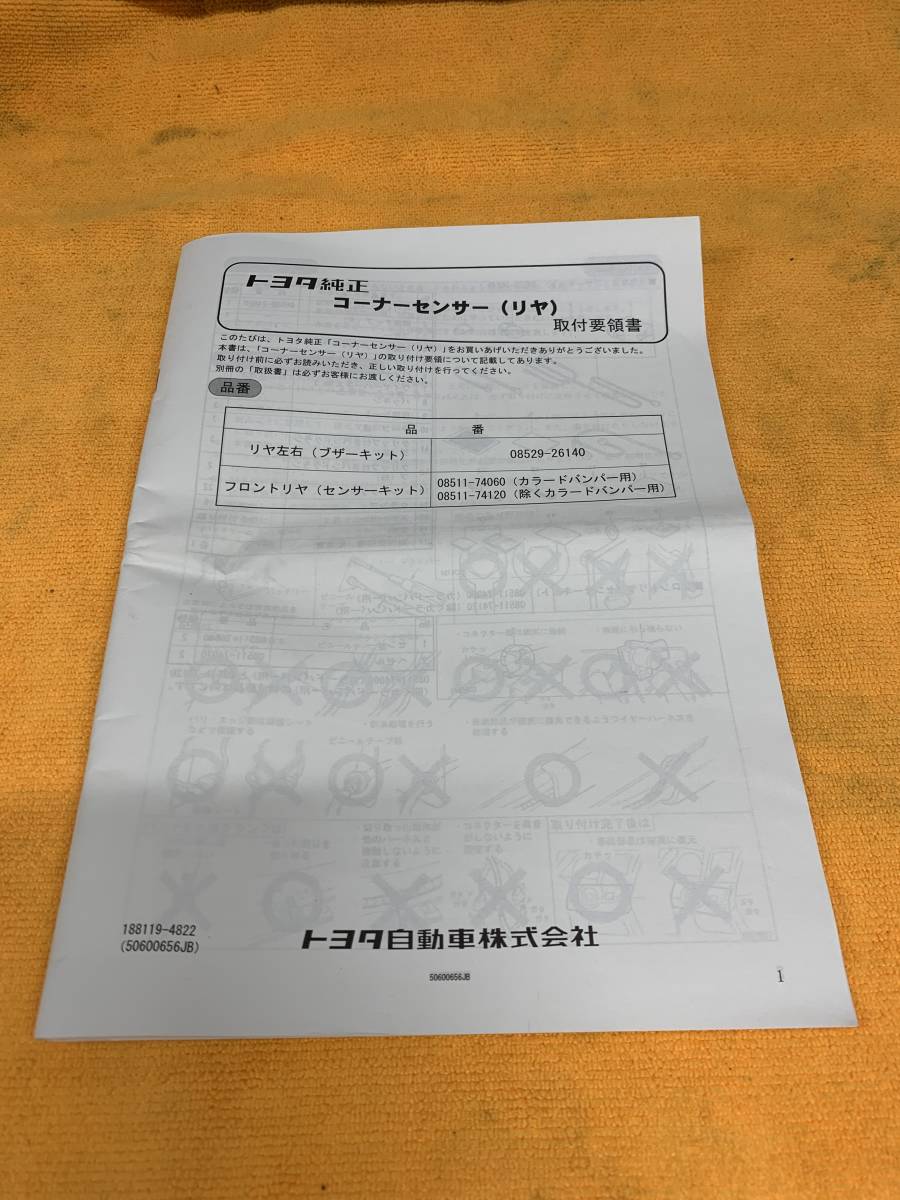 トヨタ純正
コーナーセンサー（リヤ）
取付要領書
このたびは、トヨタ純正「コーナーセンサー（リヤ）」をお買いあげいただきありがとうございました。
本書は、「コーナーセンサー（リヤ）」の取り付け要領について記載してあります。
取り付け前に必ずお読みいただき、正しい取り付けを行ってください。
別冊の「取扱書」は必ずお客様にお渡しください。
品番
品 番
リヤ左右（ブザーキット） 08529-26140
フロントリヤ（センサーキット） 08511-74060（カラードバンパー用）
08511-74120（除くカラードバンパー用）
188119-4822
(50600656JB)
トヨタ自動車株式会社
50600656JB
1